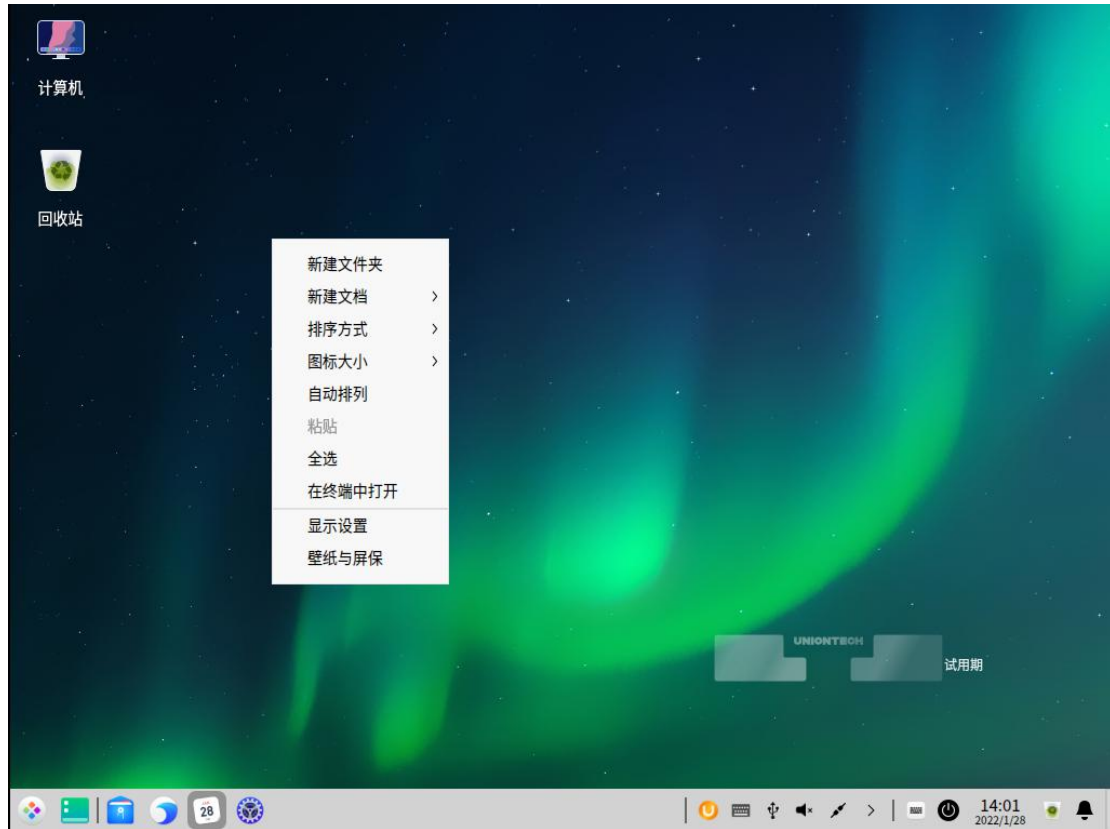 计算机
回收站
新建文件夹
新建文档
排序方式
图标大小
自动排列
粘贴
全选
在终端中打开
显示设置
壁纸与屏保
UNIONTECH
试用期
28
14:01
2022/1/28